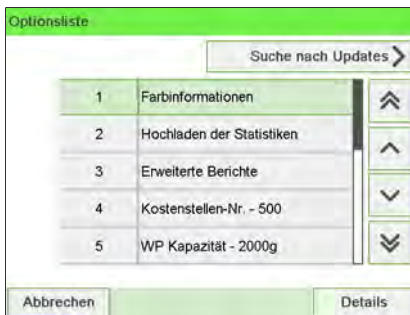 Optionsliste
Suche nach Updates
1 Farbinformationen
2 Hochladen der Statistiken
3 Erweiterte Berichte
4 Kostenstellen-Nr. - 500
5 WP Kapazität - 2000g
Abbrechen Details